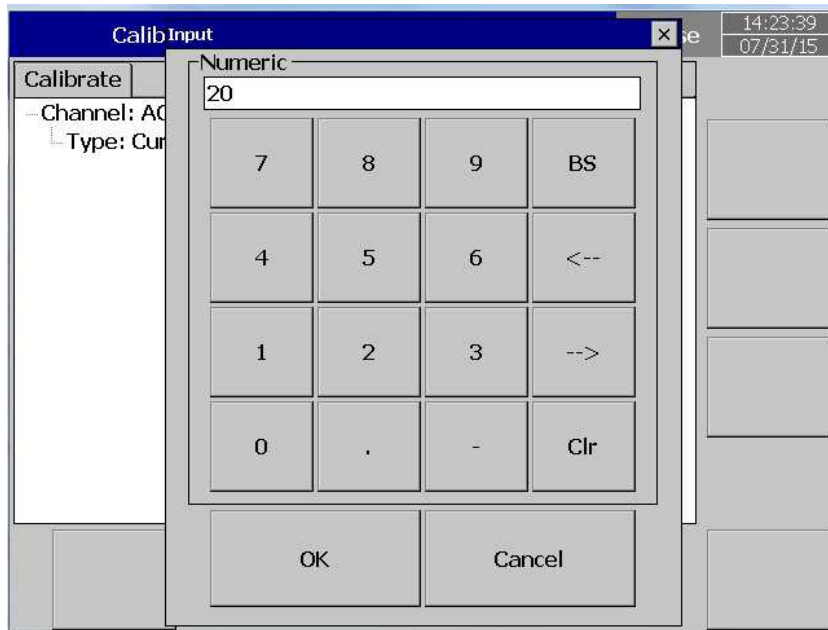 Calib
Input
se
14:23:39
07/31/15
Calibrate
Channel: AC
Type: Cur
Numeric
20
7 8 9 BS
4 5 6 <--
1 2 3 -->
0 . - Clr
OK Cancel